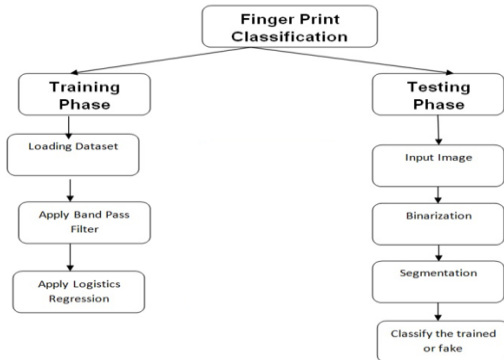 Finger Print
Classification
Training
Phase
Loading Dataset
Apply Band Pass
Filter
Apply Logistics
Regression
Testing
Phase
Input Image
Binarization
Segmentation
Classify the trained
or fake